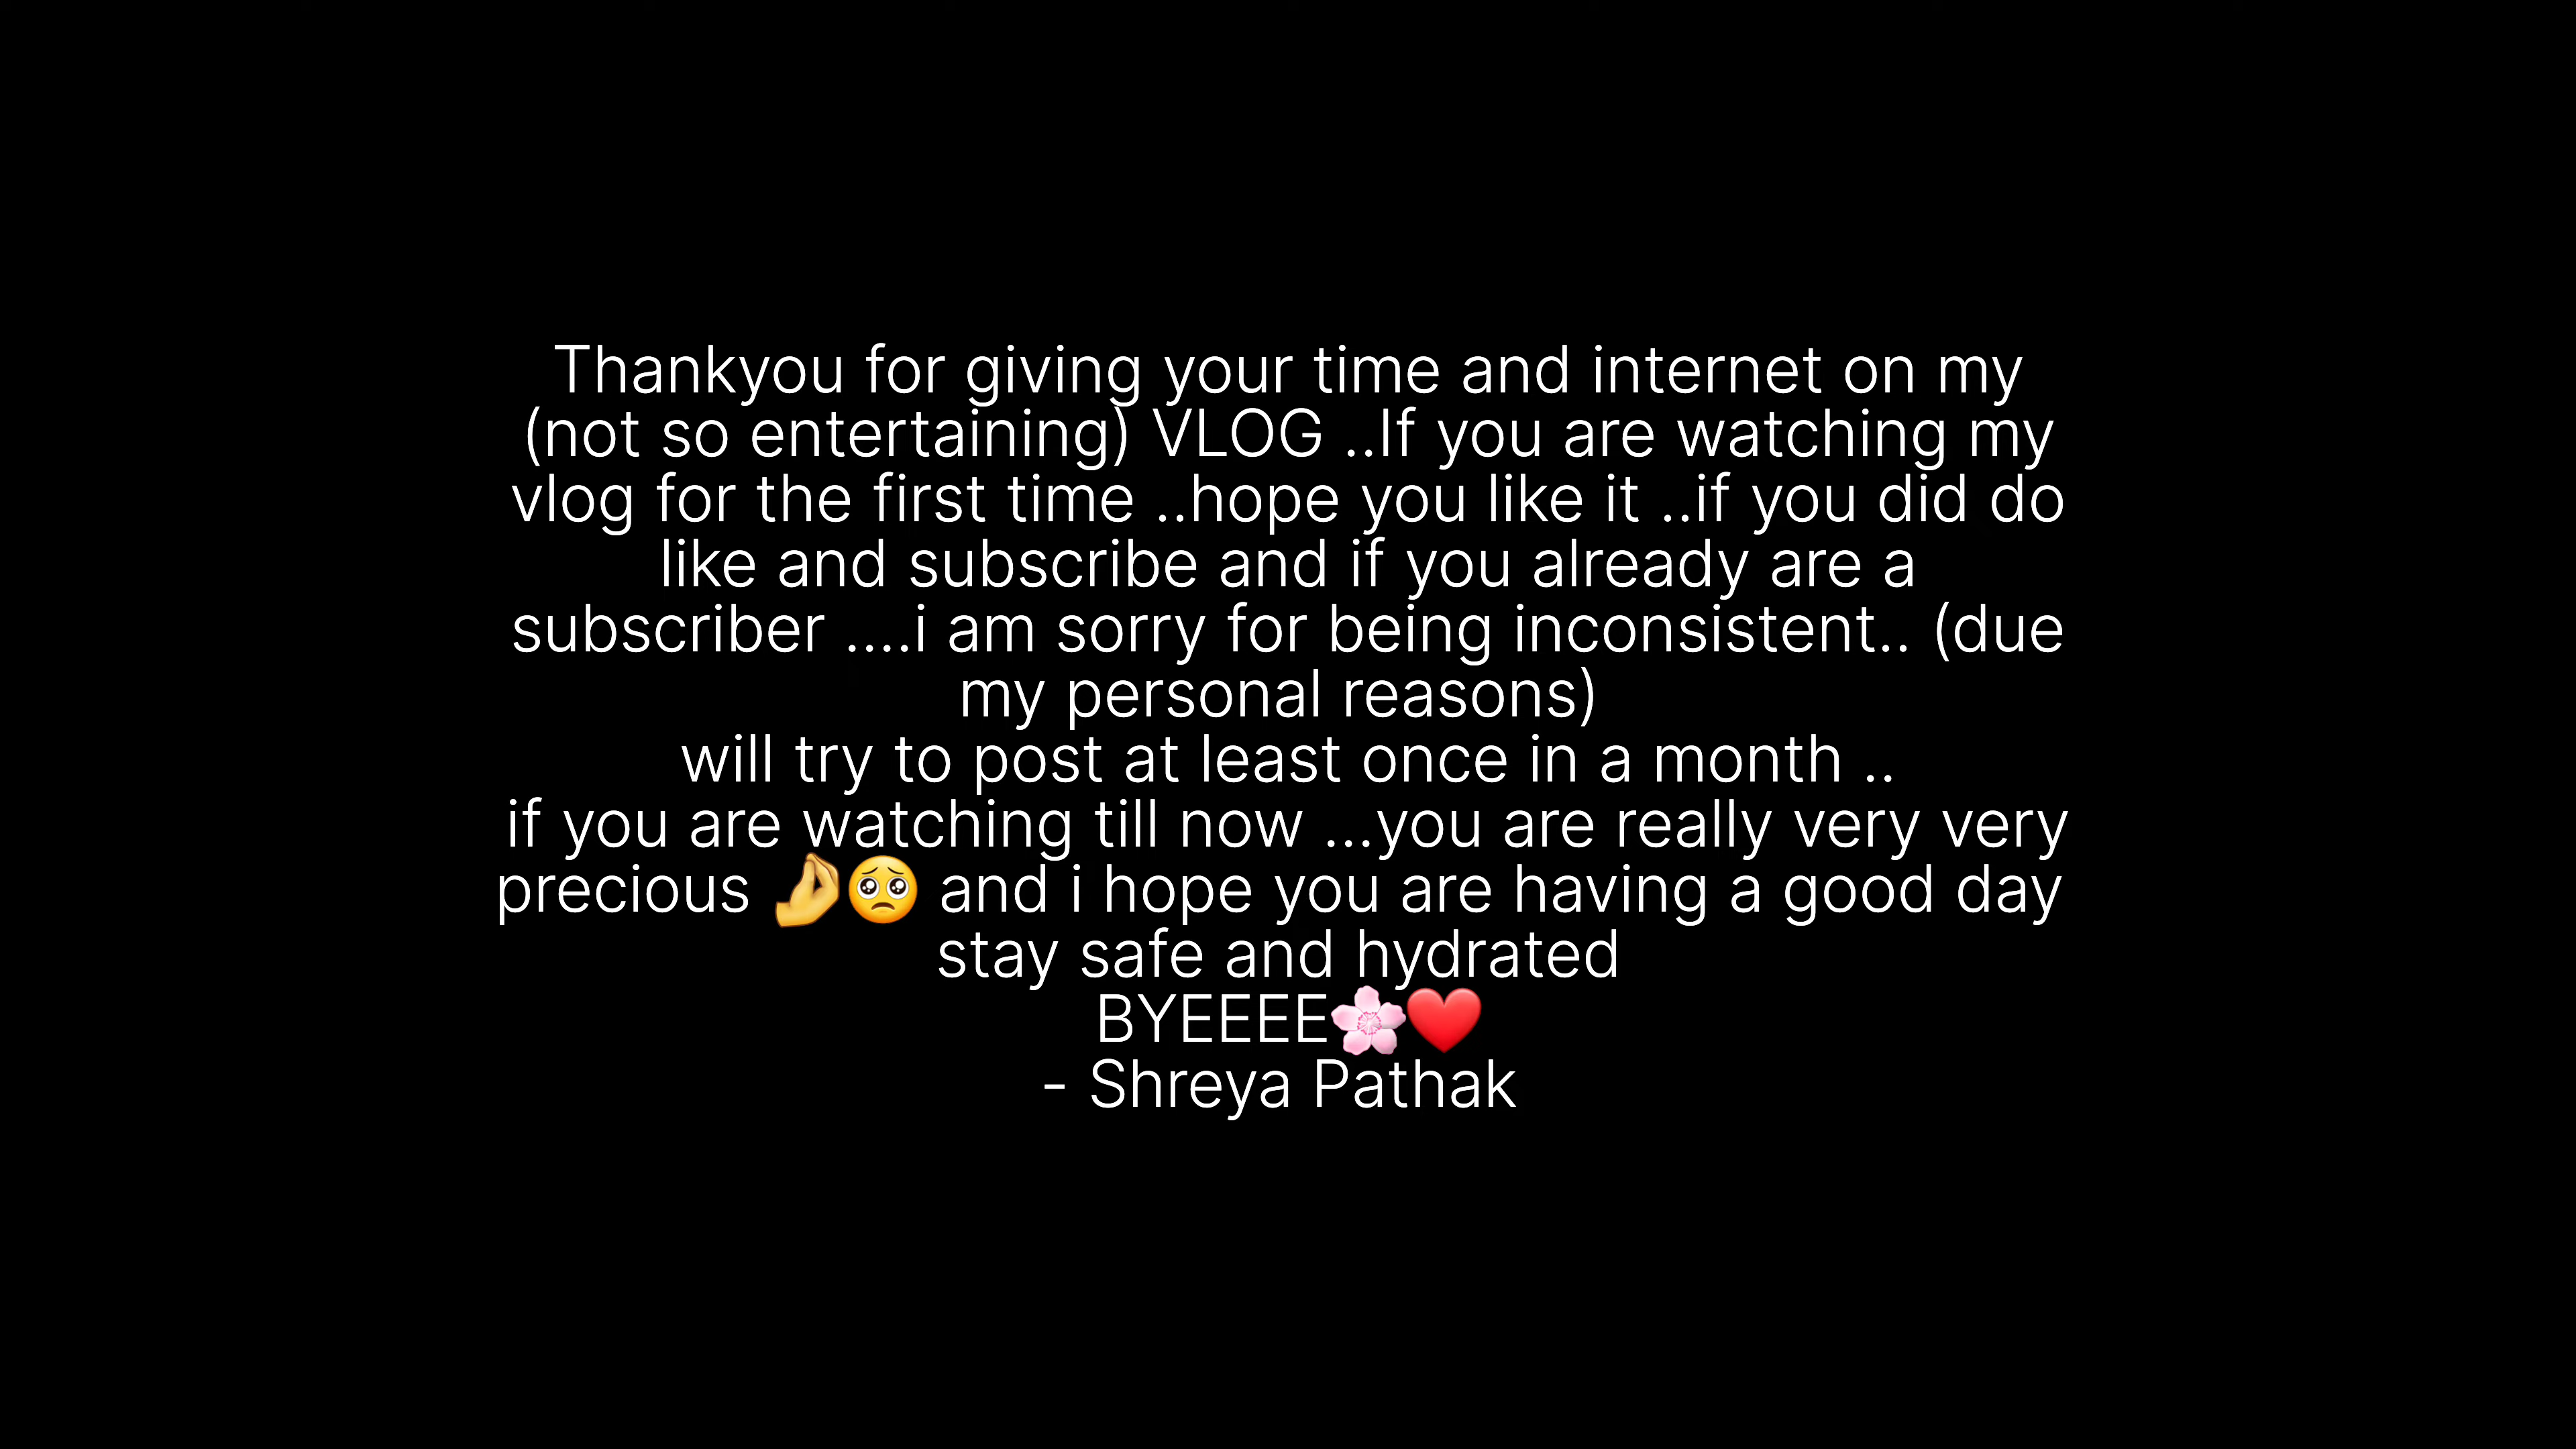 Thankyou for giving your time and internet on my
(not so entertaining) VLOG ..If you are watching my
vlog for the first time ..hope you like it ..if you did do
like and subscribe and if you already are a
subscriber ....i am sorry for being inconsistent.. (due
my personal reasons)
will try to post at least once in a month ..
if you are watching till now ...you are really very very
precious 🤌🥺 and i hope you are having a good day
stay safe and hydrated
BYEEEE🌸❤️
- Shreya Pathak